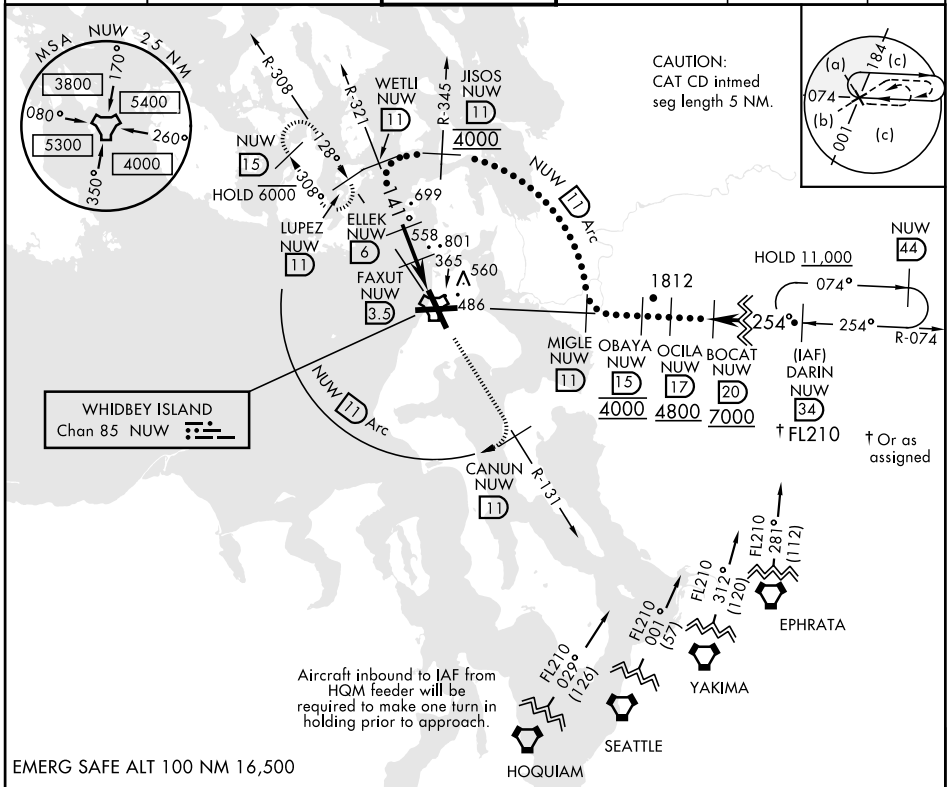 MSA NUW 25 NM
3800
170°
5400
080°
260°
5300
4000
350°
R-308
R-321
WETLI
NUW
11
R-345
JISOS
NUW
11
4000
CAUTION:
CAT CD intmed
seg length 5 NM.
(a)
184
(c)
074
(b)
001
(c)
NUW
15
HOLD 6000
128°
308°
141°
699
NUW 11 Arc
LUPEZ
NUW
11
ELLEK
NUW
6
558
801
365
560
486
FAXUT
NUW
3.5
1812
NUW
44
HOLD 11,000
074°
254°
254°
R-074
MIGLE
NUW
11
OBAYA
NUW
15
4000
OCILA
NUW
17
4800
BOCAT
NUW
20
7000
(IAF)
DARIN
NUW
34
† FL210
† Or as
assigned
WHIDBEY ISLAND
Chan 85 NUW
NUW 11 Arc
CANUN
NUW
11
R-131
FL210
029°
(126)
HOQUIAM
FL210
001°
(57)
SEATTLE
FL210
312°
(120)
YAKIMA
FL210
281°
(112)
EPHRATA
Aircraft inbound to IAF from
HQM feeder will be
required to make one turn in
holding prior to approach.
EMERG SAFE ALT 100 NM 16,500